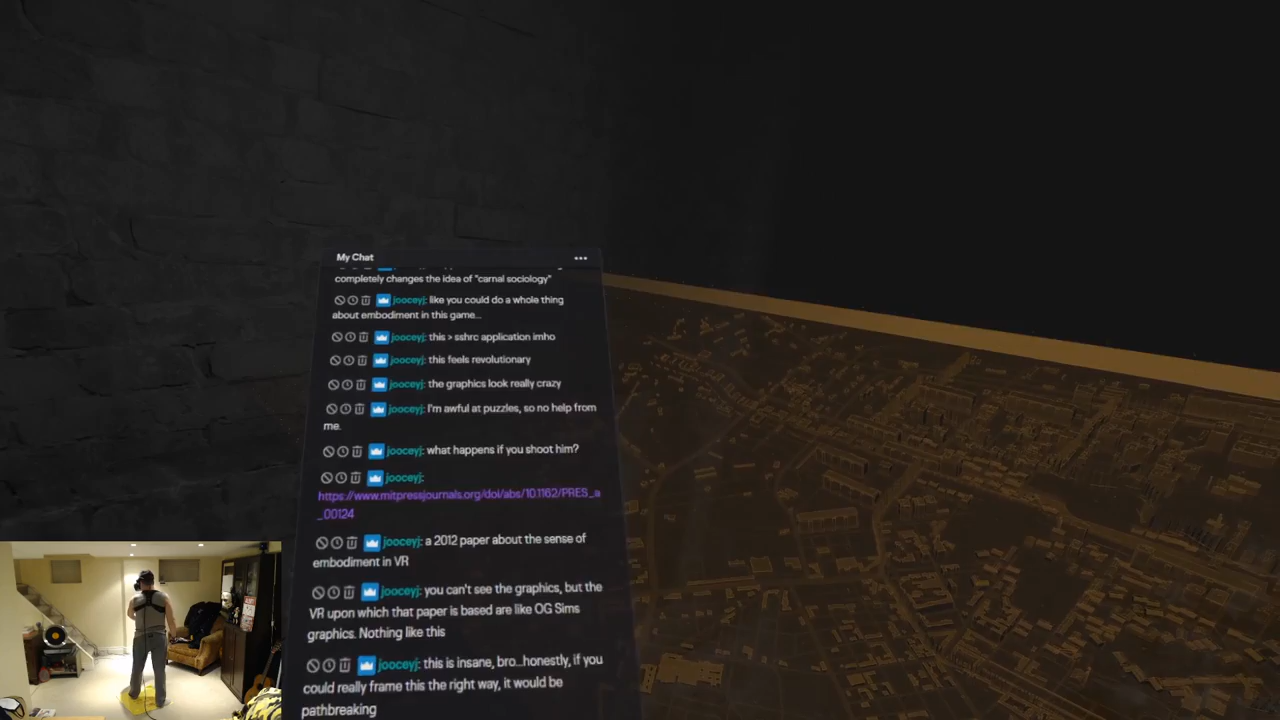 My Chat
completely changes the idea of "carnal sociology"
jooceyj: like you could do a whole thing
about embodiment in this game...
jooceyj: this > sshrc application imho
jooceyj: this feels revolutionary
jooceyj: the graphics look really crazy
jooceyj: I'm awful at puzzles, so no help from
me.
jooceyj: what happens if you shoot him?
jooceyj:
https://www.mitpressjournals.org/doi/abs/10.1162/PRES_a
_00124
jooceyj: a 2012 paper about the sense of
embodiment in VR
jooceyj: you can't see the graphics, but the
VR upon which that paper is based are like OG Sims
graphics. Nothing like this
jooceyj: this is insane, bro...honestly, if you
could really frame this the right way, it would be
pathbreaking